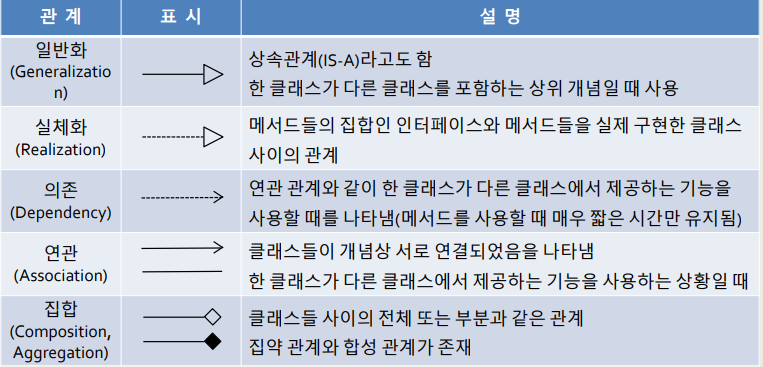 관 계 표 시 설 명
일반화
(Generalizatio
n)
상속관계(IS-A)라고도 함
한 클래스가 다른 클래스를 포함하는 상위 개념일 때 사용
실체화
(Realization)
메서드들의 집합인 인터페이스와 메서드들을 실제 구현한 클래스
사이의 관계
의존
(Dependency)
연관 관계와 같이 한 클래스가 다른 클래스에서 제공하는 기능을
사용할 때를 나타냄(메서드를 사용할 때 매우 짧은 시간만 유지됨)
연관
(Association)
클래스들이 개념상 서로 연결되었음을 나타냄
한 클래스가 다른 클래스에서 제공하는 기능을 사용하는 상황일 때
집합
(Composition,
Aggregation)
클래스들 사이의 전체 또는 부분과 같은 관계
집약 관계와 합성 관계가 존재